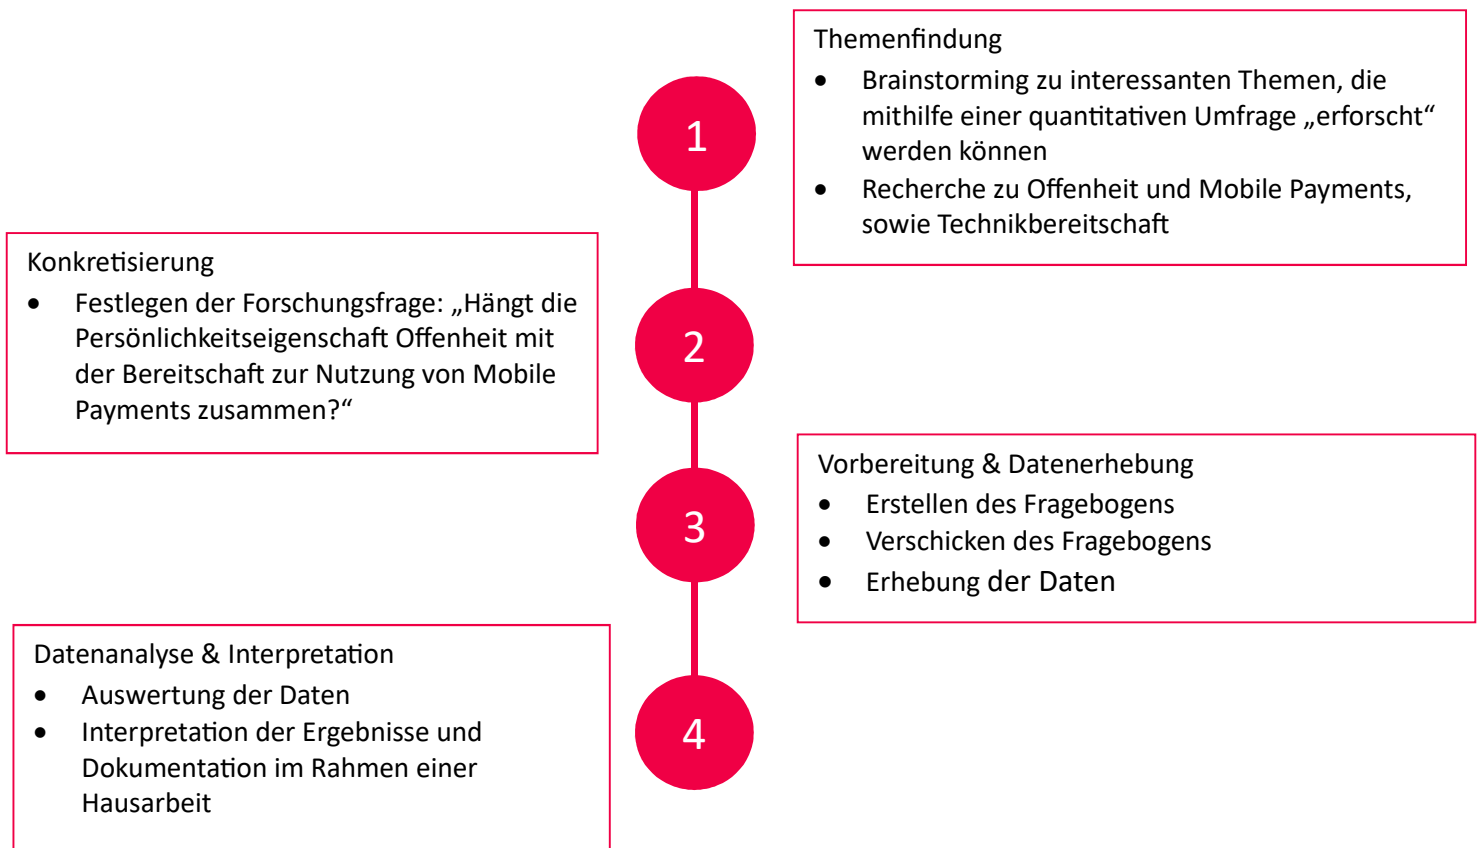 1
Themenfindung
• Brainstorming zu interessanten Themen, die
mithilfe einer quantitativen Umfrage „erforscht“
werden können
• Recherche zu Offenheit und Mobile Payments,
sowie Technikbereitschaft
2
Konkretisierung
• Festlegen der Forschungsfrage: „Hängt die
Persönlichkeitseigenschaft Offenheit mit
der Bereitschaft zur Nutzung von Mobile
Payments zusammen?“
3
Vorbereitung & Datenerhebung
• Erstellen des Fragebogens
• Verschicken des Fragebogens
• Erhebung der Daten
4
Datenanalyse & Interpretation
• Auswertung der Daten
• Interpretation der Ergebnisse und
Dokumentation im Rahmen einer
Hausarbeit